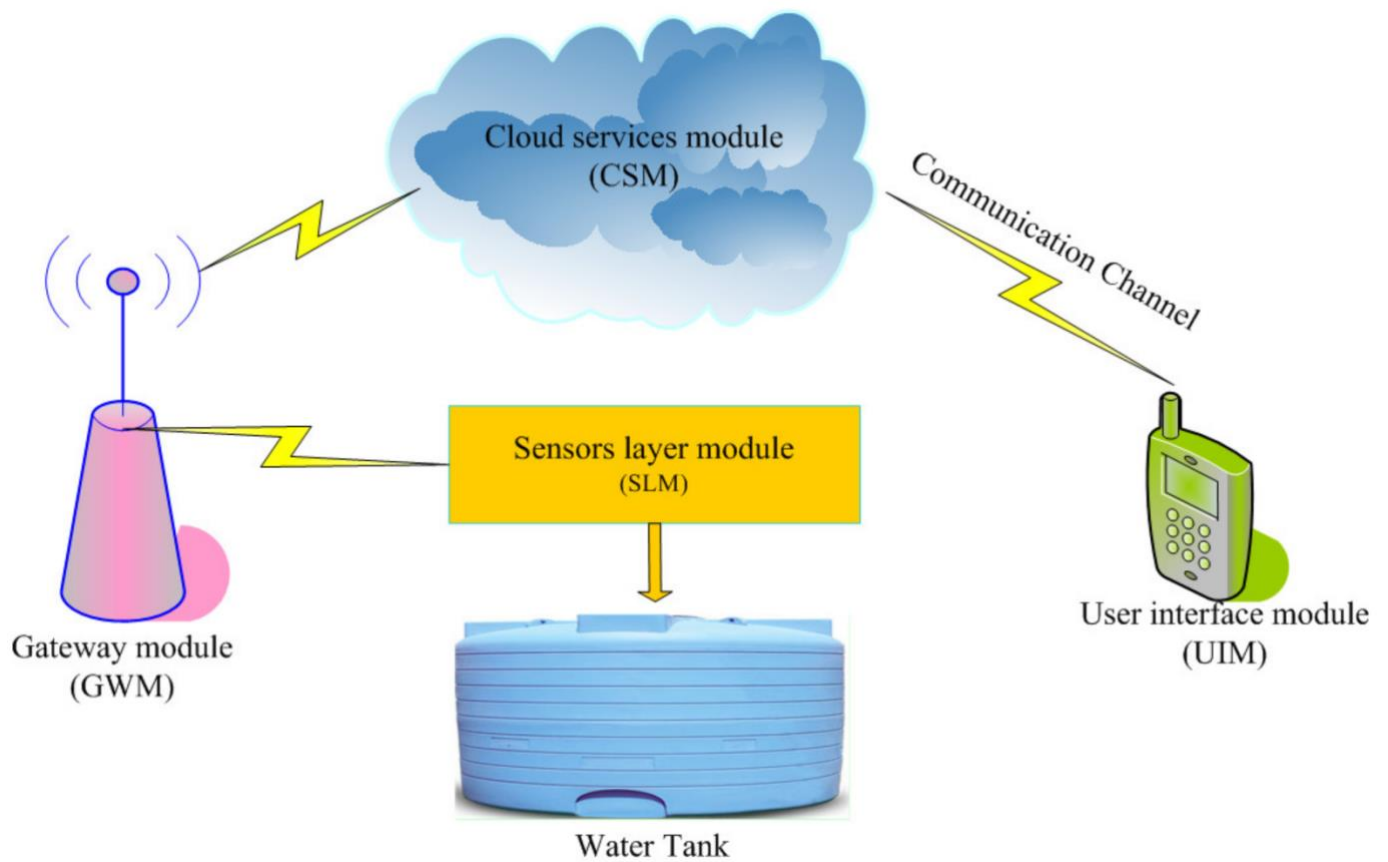 Cloud services module
(CSM)
Communication Channel
Sensors layer module
(SLM)
Gateway module
(GWM)
User interface module
(UIM)
Water Tank